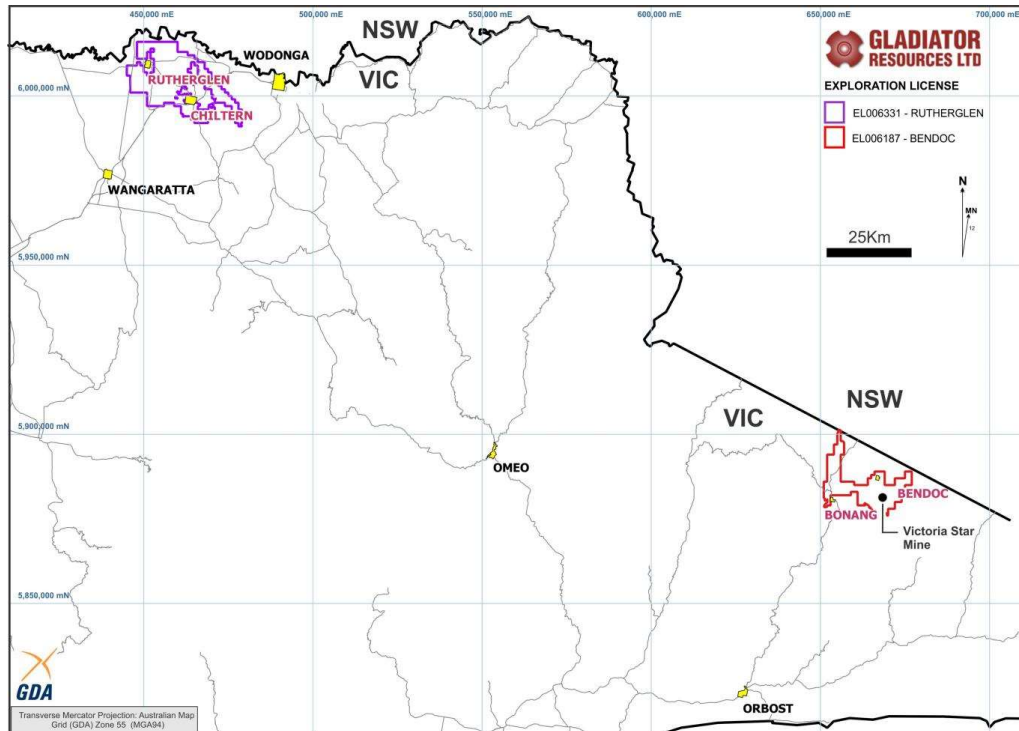 450,000 mE
500,000 mE
550,000 mE
600,000 mE
650,000 mE
700,000 mE
NSW
WODONGA
VIC
RUTHERGLEN
6,000,000 mN
CHILTERN
WANGARATTA
GLADIATOR
RESOURCES LTD
EXPLORATION LICENSE
EL006331 - RUTHERGLEN
EL006187 - BENDOC
N
MN
12
25Km
5,950,000 mN
NSW
VIC
5,900,000 mN
OMEO
BENDOC
BONANG
Victoria Star
Mine
5,850,000 mN
GDA
ORBOST
Transverse Mercator Projection: Australian Map
Grid (GDA) Zone 55 (MGA94)